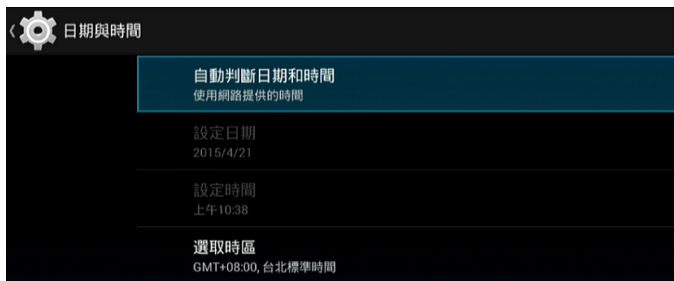 日期與時間
自動判斷日期和時間
使用網路提供的時間
設定日期
2015/4/21
設定時間
上午10:38
選取時區
GMT+08:00, 台北標準時間